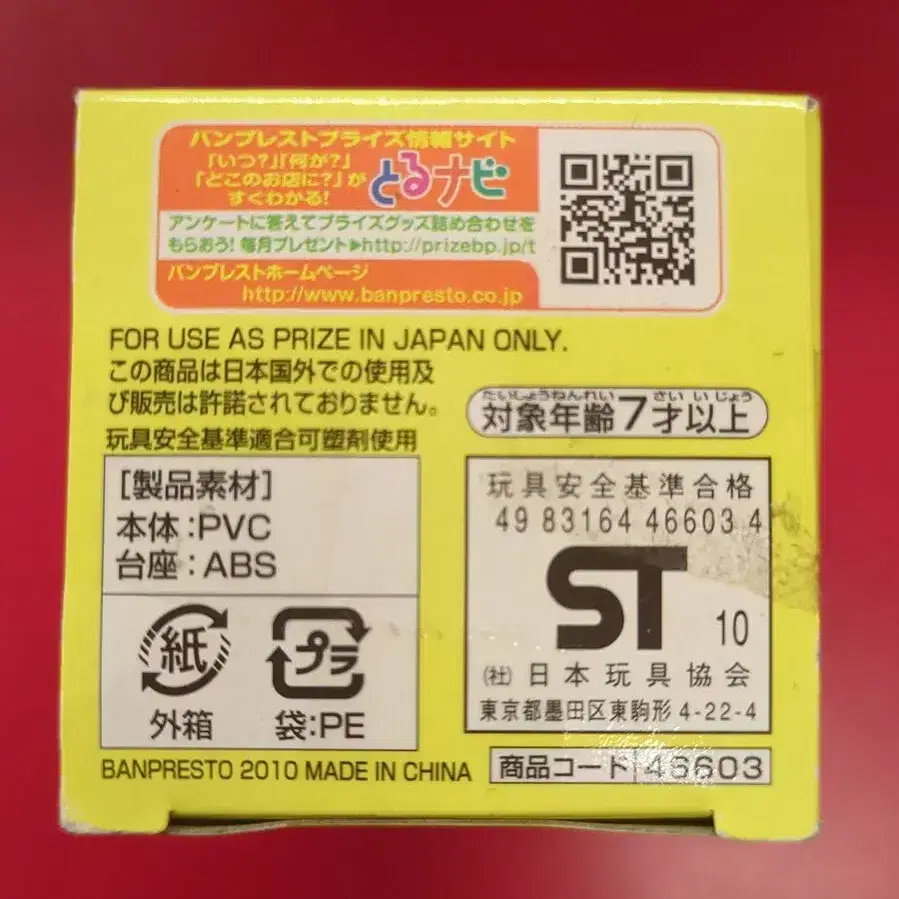 バンプレストプライズ情報サイト
「いつ?」「何が?」
「どこのお店に?」が
すぐわかる!
とるナビ
アンケートに答えてプライズグッズ詰め合わせを
もらおう! 毎月プレゼント▶http://prizebp.jp/t
バンプレストホームページ
http://www.banpresto.co.jp
FOR USE AS PRIZE IN JAPAN ONLY.
この商品は日本国外での使用及
び販売は許諾されておりません。
玩具安全基準適合可塑剤使用
たいしょうねんれい さい いじょう
対象年齢7才以上
[製品素材]
本体:PVC
台座:ABS
紙
外箱
プラ
袋:PE
玩具安全基準合格
49 83164 46603 4
ST 10
(社)日本玩具協会
東京都墨田区東駒形 4-22-4
BANPRESTO 2010 MADE IN CHINA
商品コード 46603